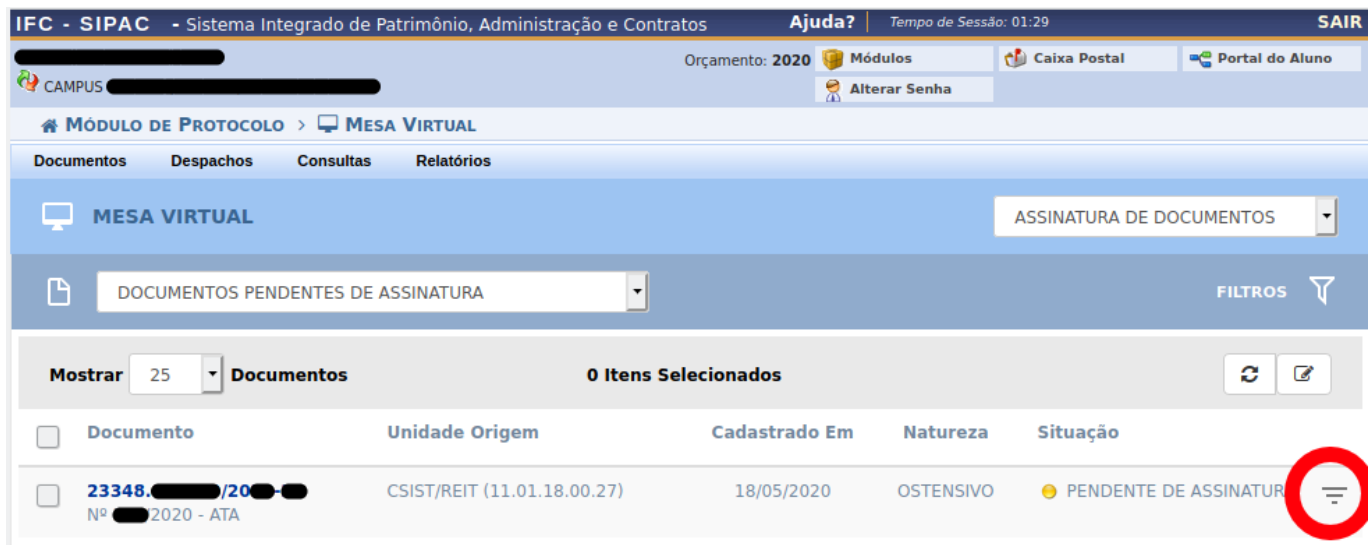 IFC - SIPAC - Sistema Integrado de Patrimônio, Administração e Contratos Ajuda? Tempo de Sessão: 01:29 SAIR
Orçamento: 2020 Módulos Caixa Postal Portal do Aluno
CAMPUS Alterar Senha
MÓDULO DE PROTOCOLO > MESA VIRTUAL
Documentos Despachos Consultas Relatórios
MESA VIRTUAL ASSINATURA DE DOCUMENTOS
DOCUMENTOS PENDENTES DE ASSINATURA FILTROS
Mostrar 25 Documentos 0 Itens Selecionados
Documento Unidade Origem Cadastrado Em Natureza Situação
23348. /20 - CSIST/REIT (11.01.18.00.27) 18/05/2020 OSTENSIVO PENDENTE DE ASSINATUR
Nº /2020 - ATA